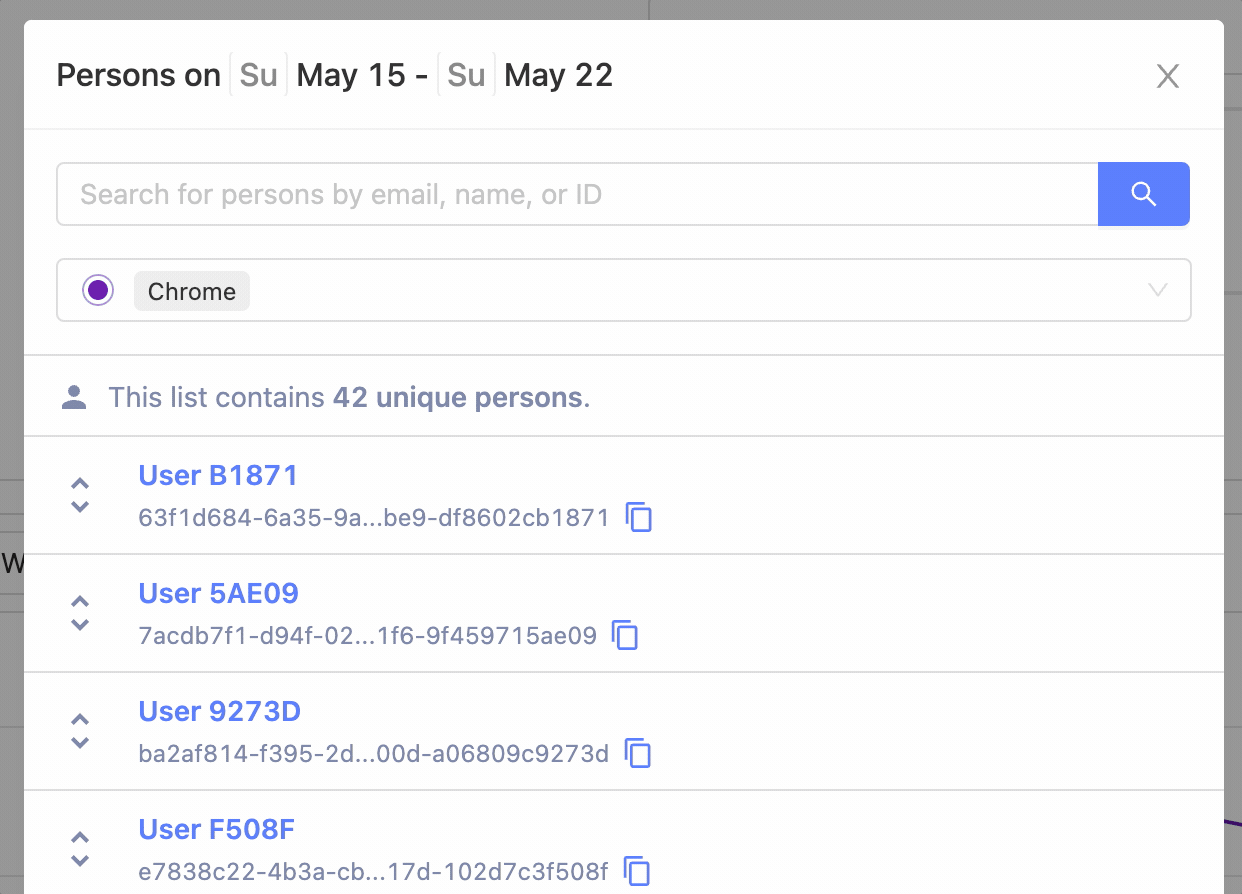 Persons on Su May 15 - Su May 22
Search for persons by email, name, or ID
Chrome
This list contains 42 unique persons.
User B1871
63f1d684-6a35-9a...be9-df8602cb1871
User 5AE09
7acdb7f1-d94f-02...1f6-9f459715ae09
W
User 9273D
ba2af814-f395-2d...00d-a06809c9273d
User F508F
e7838c22-4b3a-cb...17d-102d7c3f508f